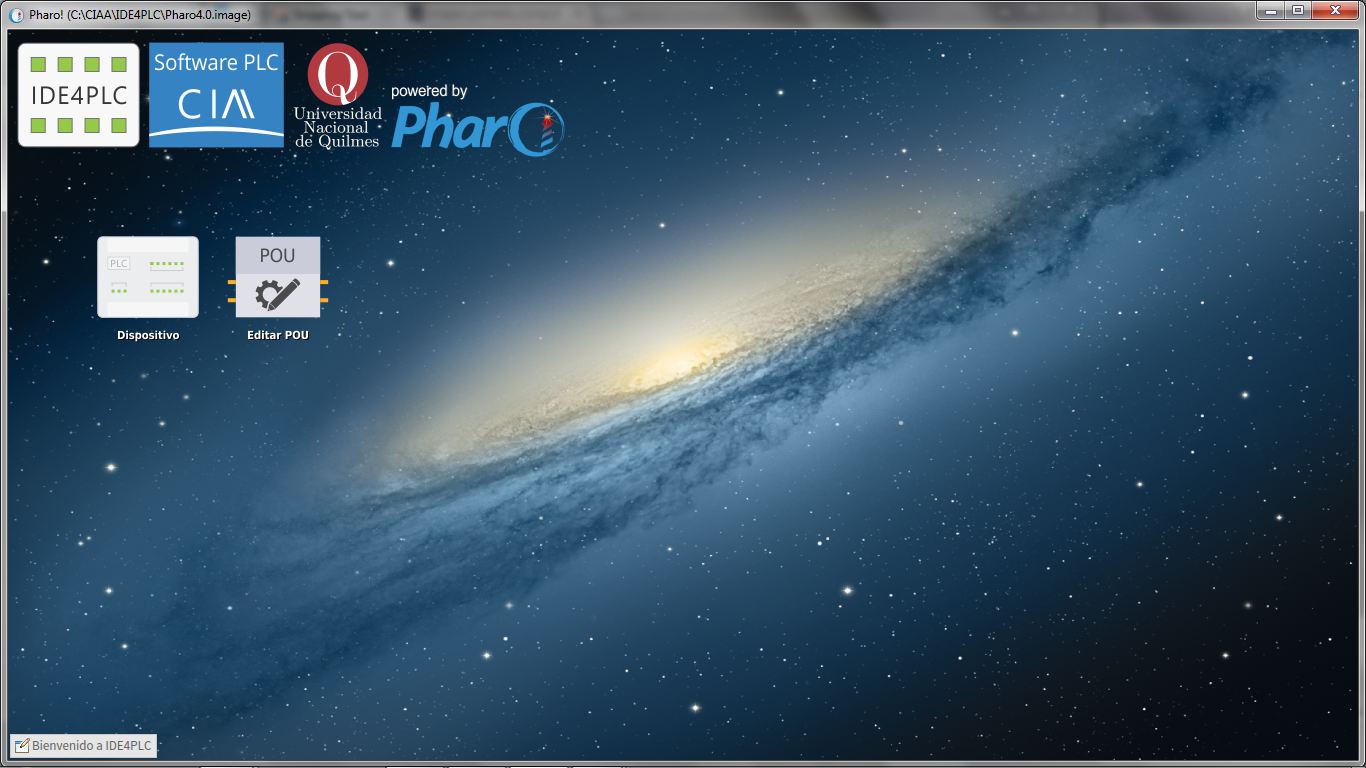 Pharo! (C:\CIAA\IDE4PLC\Pharo4.0.image)
IDE4PLC
Software PLC
CIAA
Universidad
Nacional
de Quilmes
powered by
Pharo
PLC
POU
Dispositivo
Editar POU
Bienvenido a IDE4PLC